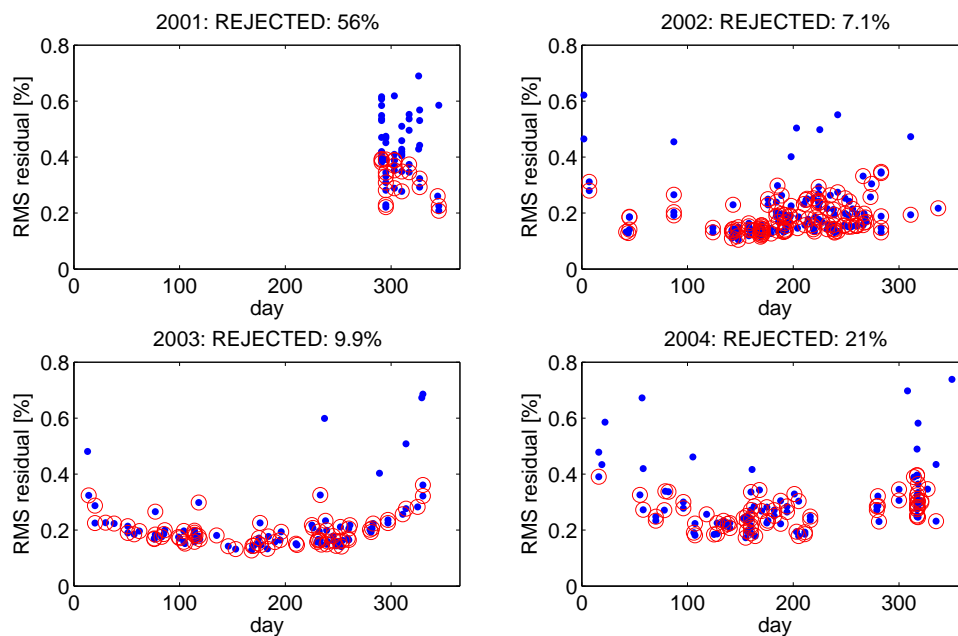 2001: REJECTED: 56%
0.8
0.6
0.4
0.2
0
RMS residual [%]
0 100 200 300
day
2002: REJECTED: 7.1%
0.8
0.6
0.4
0.2
0
RMS residual [%]
0 100 200 300
day
2003: REJECTED: 9.9%
0.8
0.6
0.4
0.2
0
RMS residual [%]
0 100 200 300
day
2004: REJECTED: 21%
0.8
0.6
0.4
0.2
0
RMS residual [%]
0 100 200 300
day